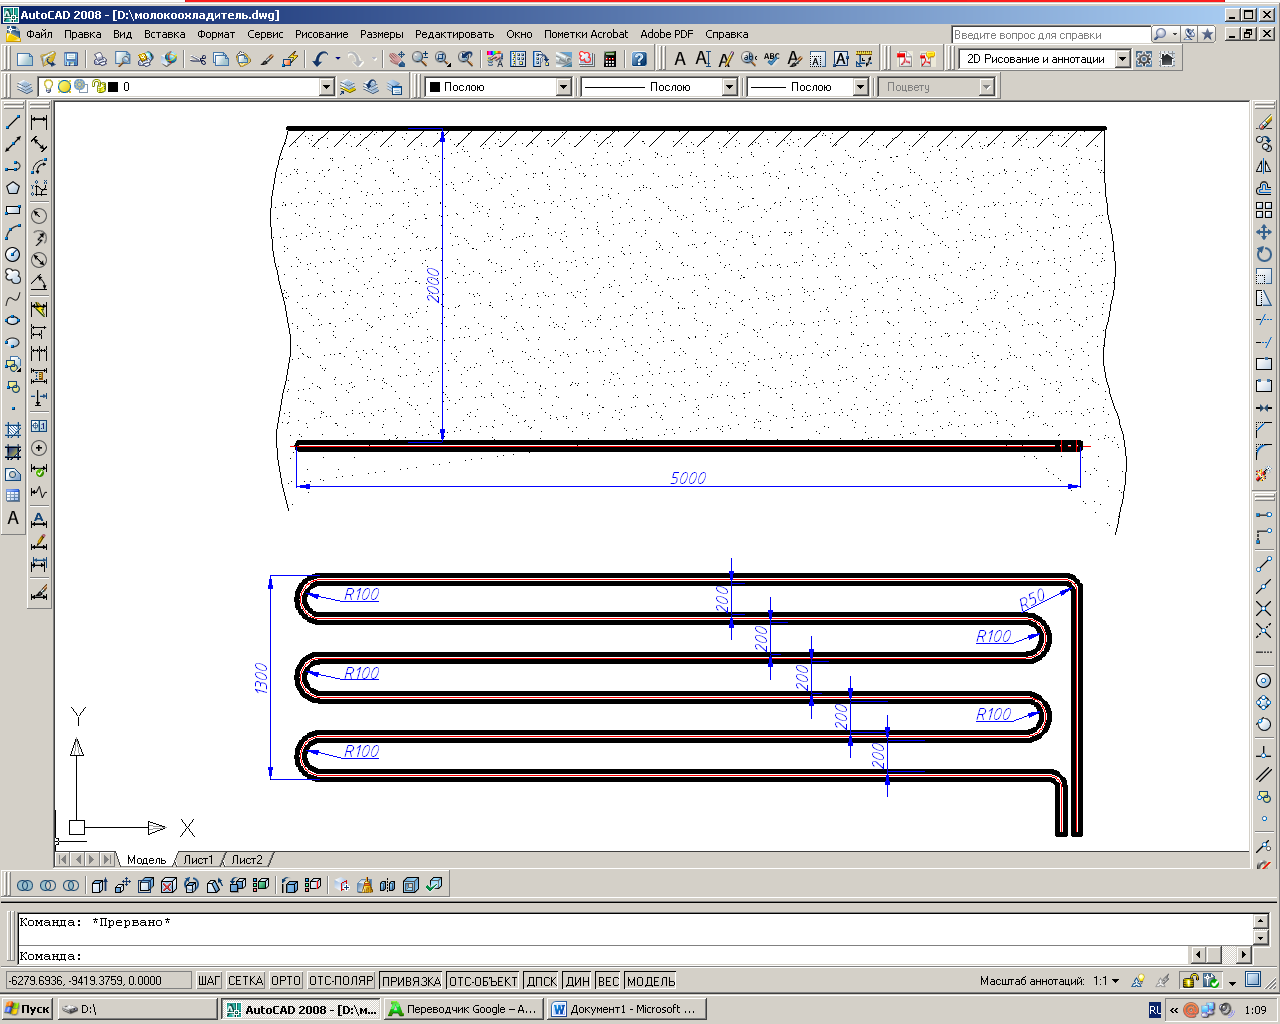 AutoCAD 2008 - [D:\молокоохладитель.dwg]
Файл Правка Вид Вставка Формат Сервис Рисование Размеры Редактировать Окно Пометки Acrobat Adobe PDF Справка
Введите вопрос для справки
2D Рисование и аннотации
0
Послою
Послою
Послою
Поцвету
2000
5000
R100
200
R50
200
R100
1300
R100
200
200
R100
R100
200
Y
X
Модель Лист1 Лист2
Команда: *Прервано*
Команда:
-6279.6936, -9419.3759, 0.0000 ШАГ СЕТКА ОРТО ОТС-ПОЛЯР ПРИВЯЗКА ОТС-ОБЪЕКТ ДПСК ДИН ВЕС МОДЕЛЬ Масштаб аннотаций: 1:1
Пуск D:\ AutoCAD 2008 - [D:\м... Переводчик Google – A... Документ1 - Microsoft ... RL « 1:09